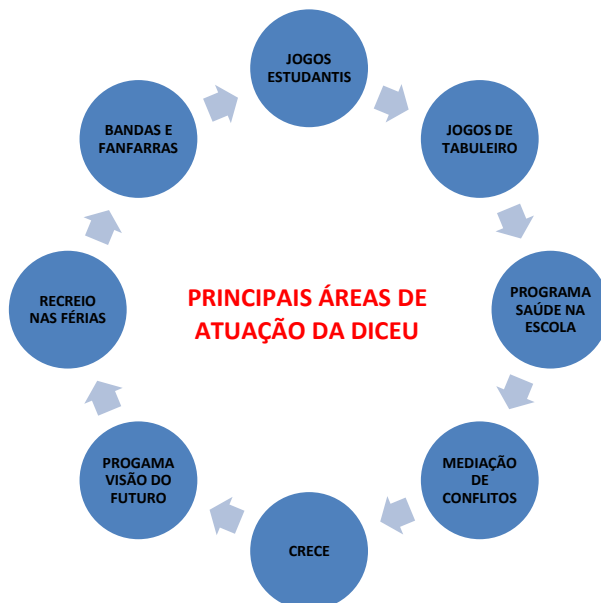 JOGOS
ESTUDANTIS
JOGOS DE
TABULEIRO
PROGRAMA
SAÚDE NA
ESCOLA
MEDIAÇÃO
DE
CONFLITOS
CRECE
PROGAMA
VISÃO DO
FUTURO
RECREIO
NAS FÉRIAS
BANDAS E
FANFARRAS
PRINCIPAIS ÁREAS DE
ATUAÇÃO DA DICEU